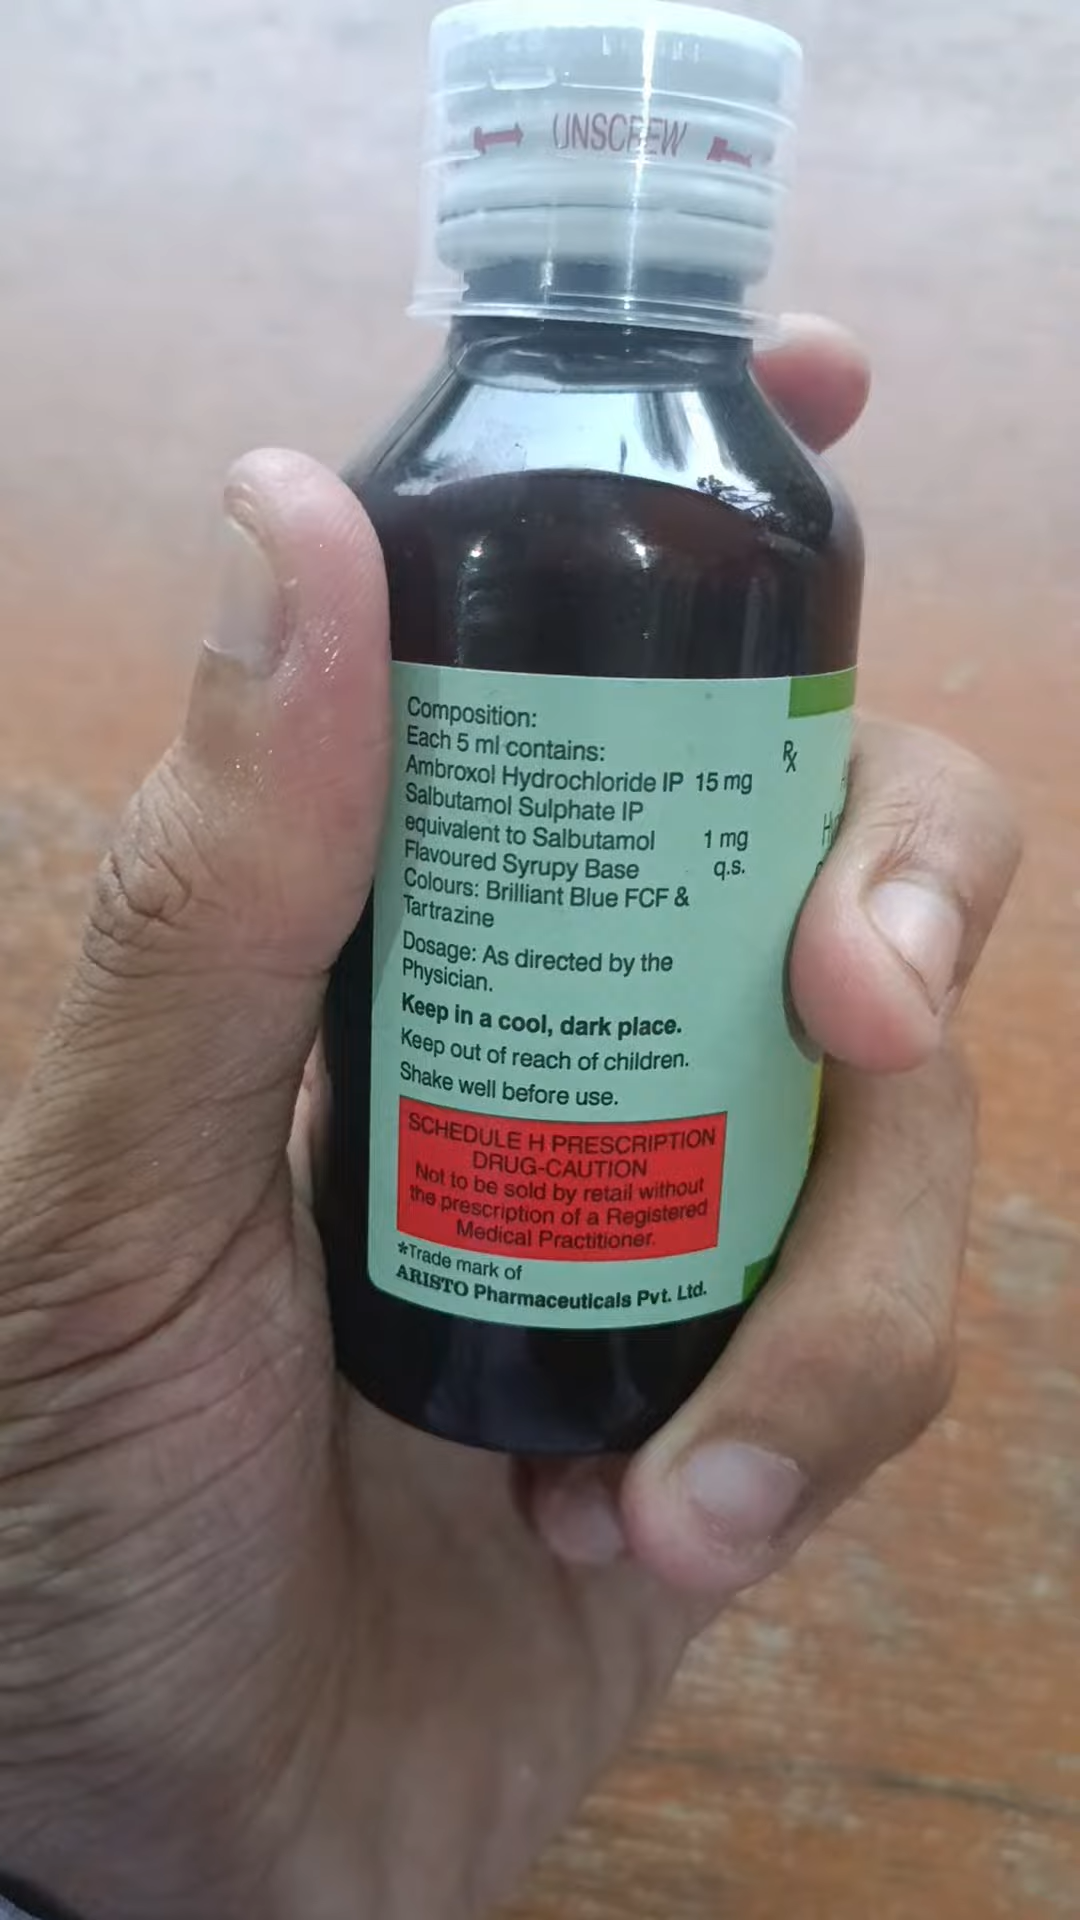 UNSCREW
Composition:
Each 5 ml contains:
Ambroxol Hydrochloride IP 15 mg
Salbutamol Sulphate IP
equivalent to Salbutamol 1 mg
Flavoured Syrupy Base q.s.
Colours: Brilliant Blue FCF &
Tartrazine
Dosage: As directed by the
Physician.
Keep in a cool, dark place.
Keep out of reach of children.
Shake well before use.
SCHEDULE H PRESCRIPTION
DRUG-CAUTION
Not to be sold by retail without
the prescription of a Registered
Medical Practitioner.
*Trade mark of
ARISTO Pharmaceuticals Pvt. Ltd.
Rx